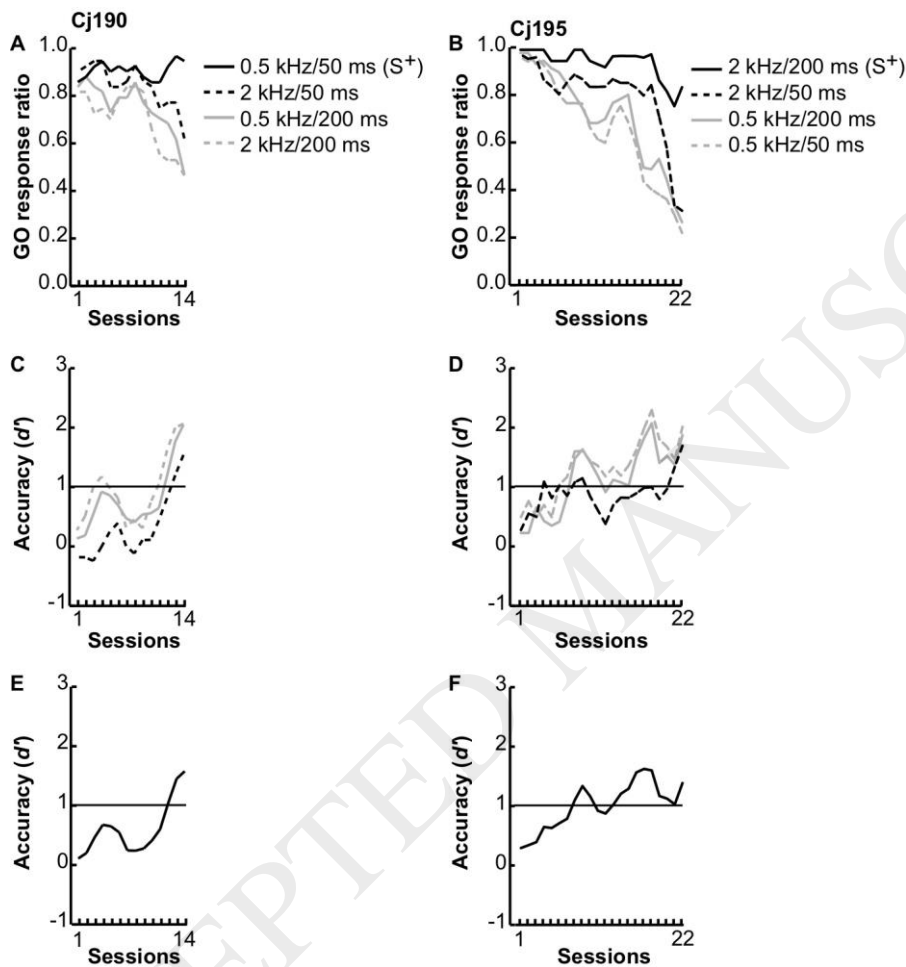 Cj190
A
1.0
0.8
0.6
0.4
0.2
0.0
GO response ratio
1
14
Sessions
0.5 kHz/50 ms (S+)
2 kHz/50 ms
0.5 kHz/200 ms
2 kHz/200 ms
Cj195
B
1.0
0.8
0.6
0.4
0.2
0.0
GO response ratio
1
22
Sessions
2 kHz/200 ms (S+)
2 kHz/50 ms
0.5 kHz/200 ms
0.5 kHz/50 ms
C
3
2
1
0
-1
Accuracy (d')
1
14
Sessions
D
3
2
1
0
-1
Accuracy (d')
1
22
Sessions
E
3
2
1
0
-1
Accuracy (d')
1
14
Sessions
F
3
2
1
0
-1
Accuracy (d')
1
22
Sessions
EPTED MANUSC